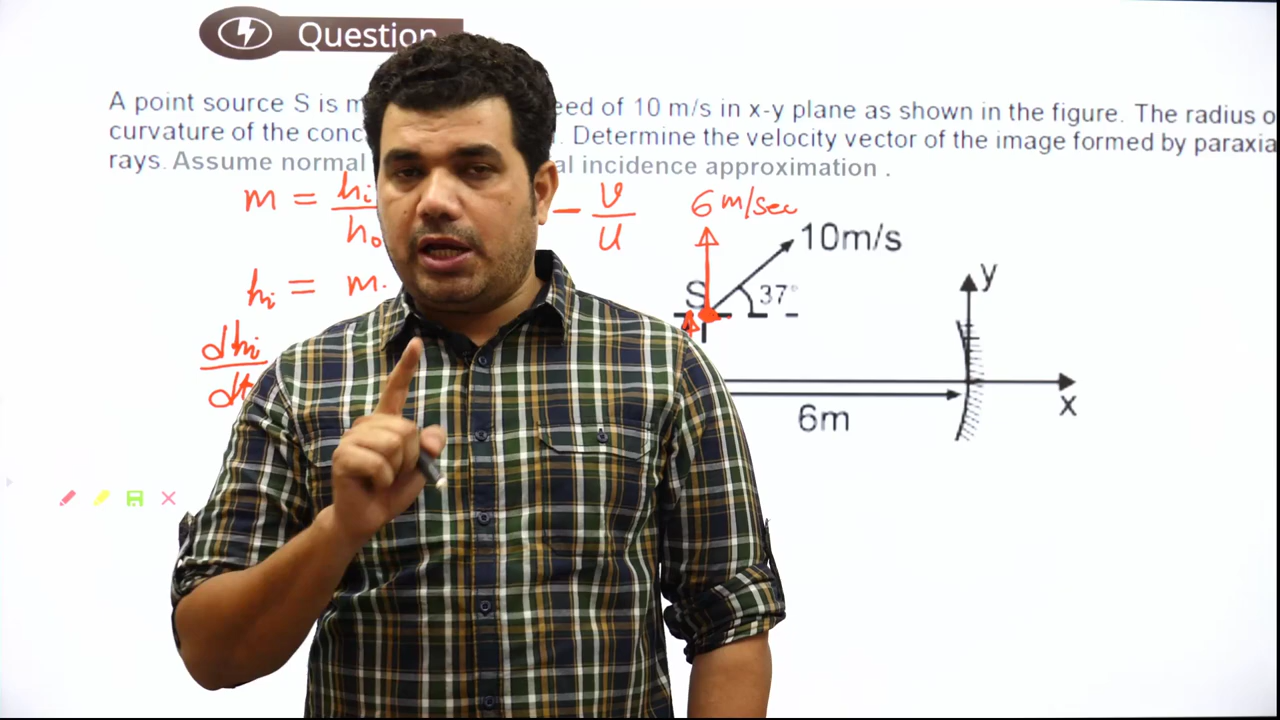 Question
A point source S is m eed of 10 m/s in x-y plane as shown in the figure. The radius o
curvature of the conc . Determine the velocity vector of the image formed by paraxia
rays. Assume normal al incidence approximation .
m = hi/ho − v/u
6 m/sec
10m/s
hi = m.
S
37°
y
dhi/dt
x
6m